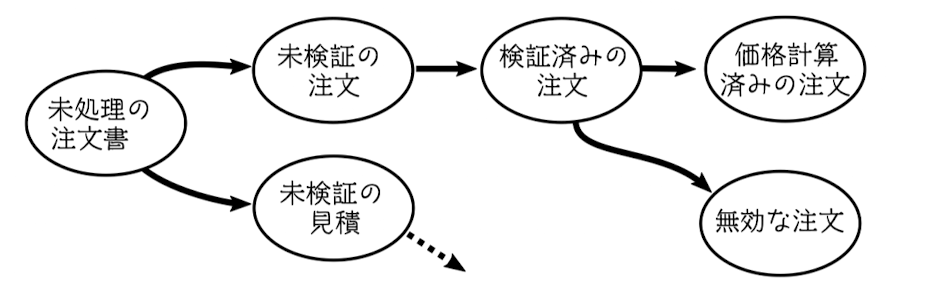 未処理の
注文書
未検証の
注文
検証済みの
注文
価格計算
済みの注文
未検証の
見積
無効な注文